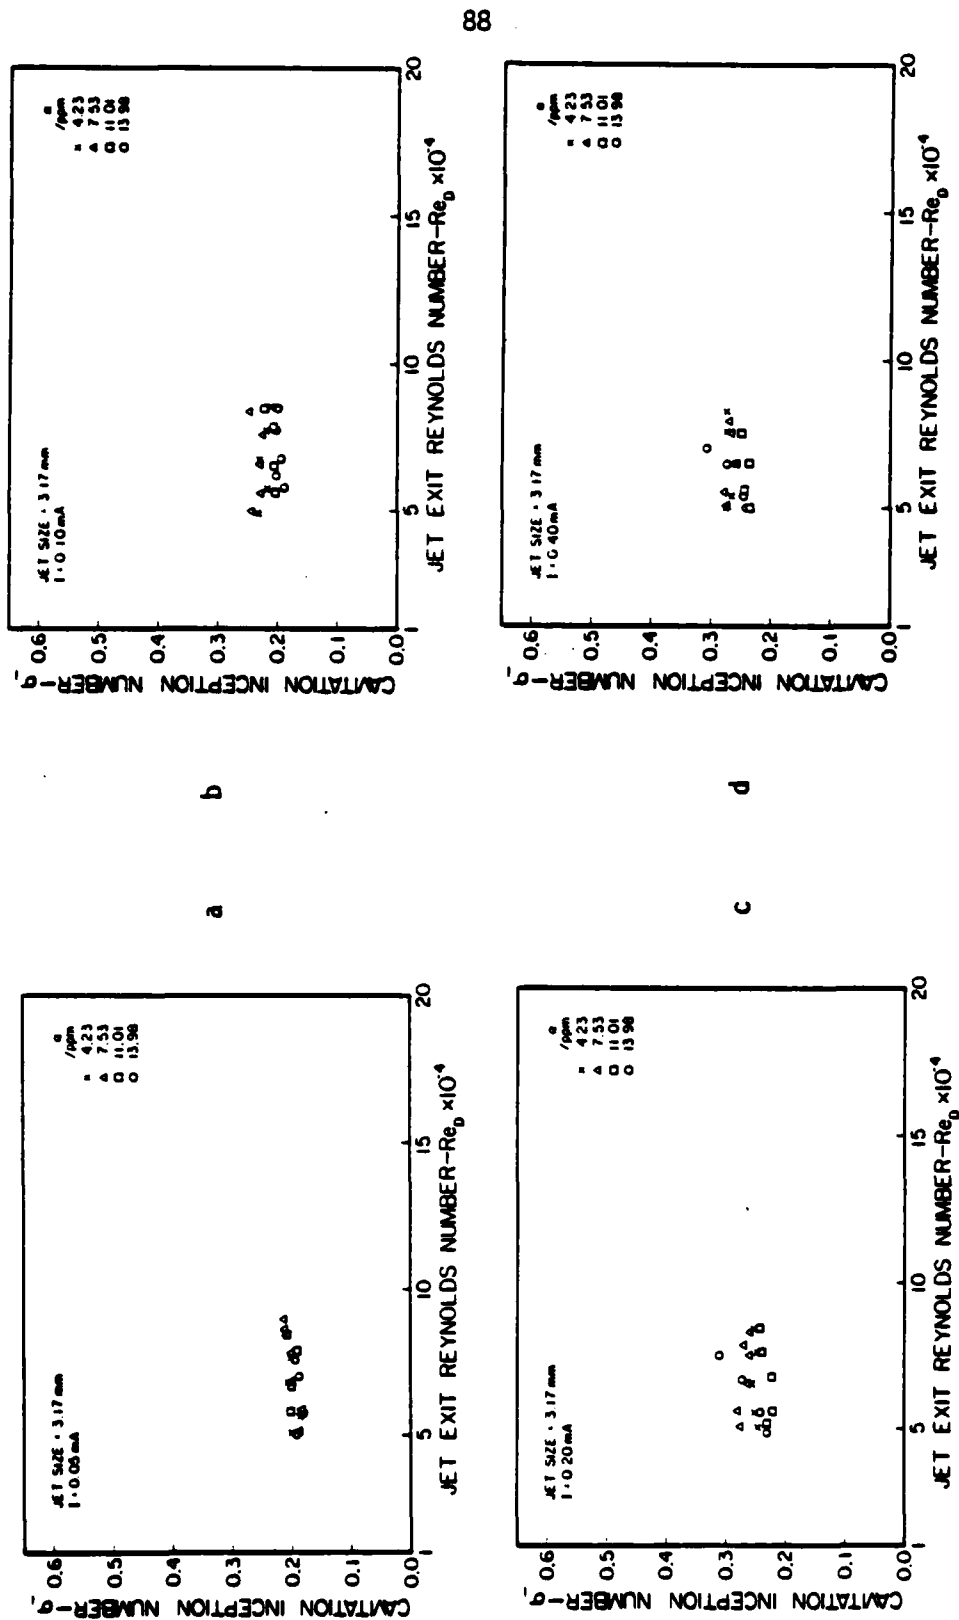 88
JET SIZE = 3.17 mm
I = 0.05 mA
α
/ppm
× 4.23
△ 7.53
□ 11.01
○ 13.98
CAVITATION INCEPTION NUMBER-σi
0.6
0.5
0.4
0.3
0.2
0.1
0.0
1
5
10
15
20
JET EXIT REYNOLDS NUMBER-ReD ×10-4
a
JET SIZE = 3.17 mm
I = 0.10 mA
α
/ppm
× 4.23
△ 7.53
□ 11.01
○ 13.98
CAVITATION INCEPTION NUMBER-σi
0.6
0.5
0.4
0.3
0.2
0.1
0.0
1
5
10
15
20
JET EXIT REYNOLDS NUMBER-ReD ×10-4
b
JET SIZE = 3.17 mm
I = 0.20 mA
α
/ppm
× 4.23
△ 7.53
□ 11.01
○ 13.98
CAVITATION INCEPTION NUMBER-σi
0.6
0.5
0.4
0.3
0.2
0.1
0.0
1
5
10
15
20
JET EXIT REYNOLDS NUMBER-ReD ×10-4
c
JET SIZE = 3.17 mm
I = 0.40 mA
α
/ppm
× 4.23
△ 7.53
□ 11.01
○ 13.98
CAVITATION INCEPTION NUMBER-σi
0.6
0.5
0.4
0.3
0.2
0.1
0.0
1
5
10
15
20
JET EXIT REYNOLDS NUMBER-ReD ×10-4
d